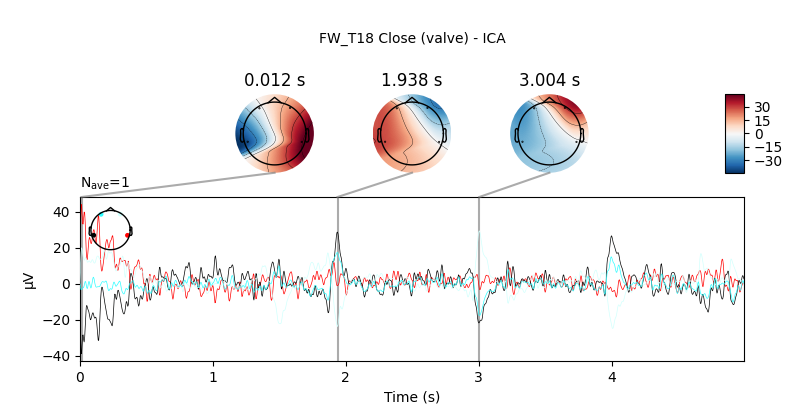 FW_T18 Close (valve) - ICA
0.012 s 1.938 s 3.004 s
30
15
0
−15
−30
Nave=1
40
20
0
−20
−40
µV
0 1 2 3 4
Time (s)